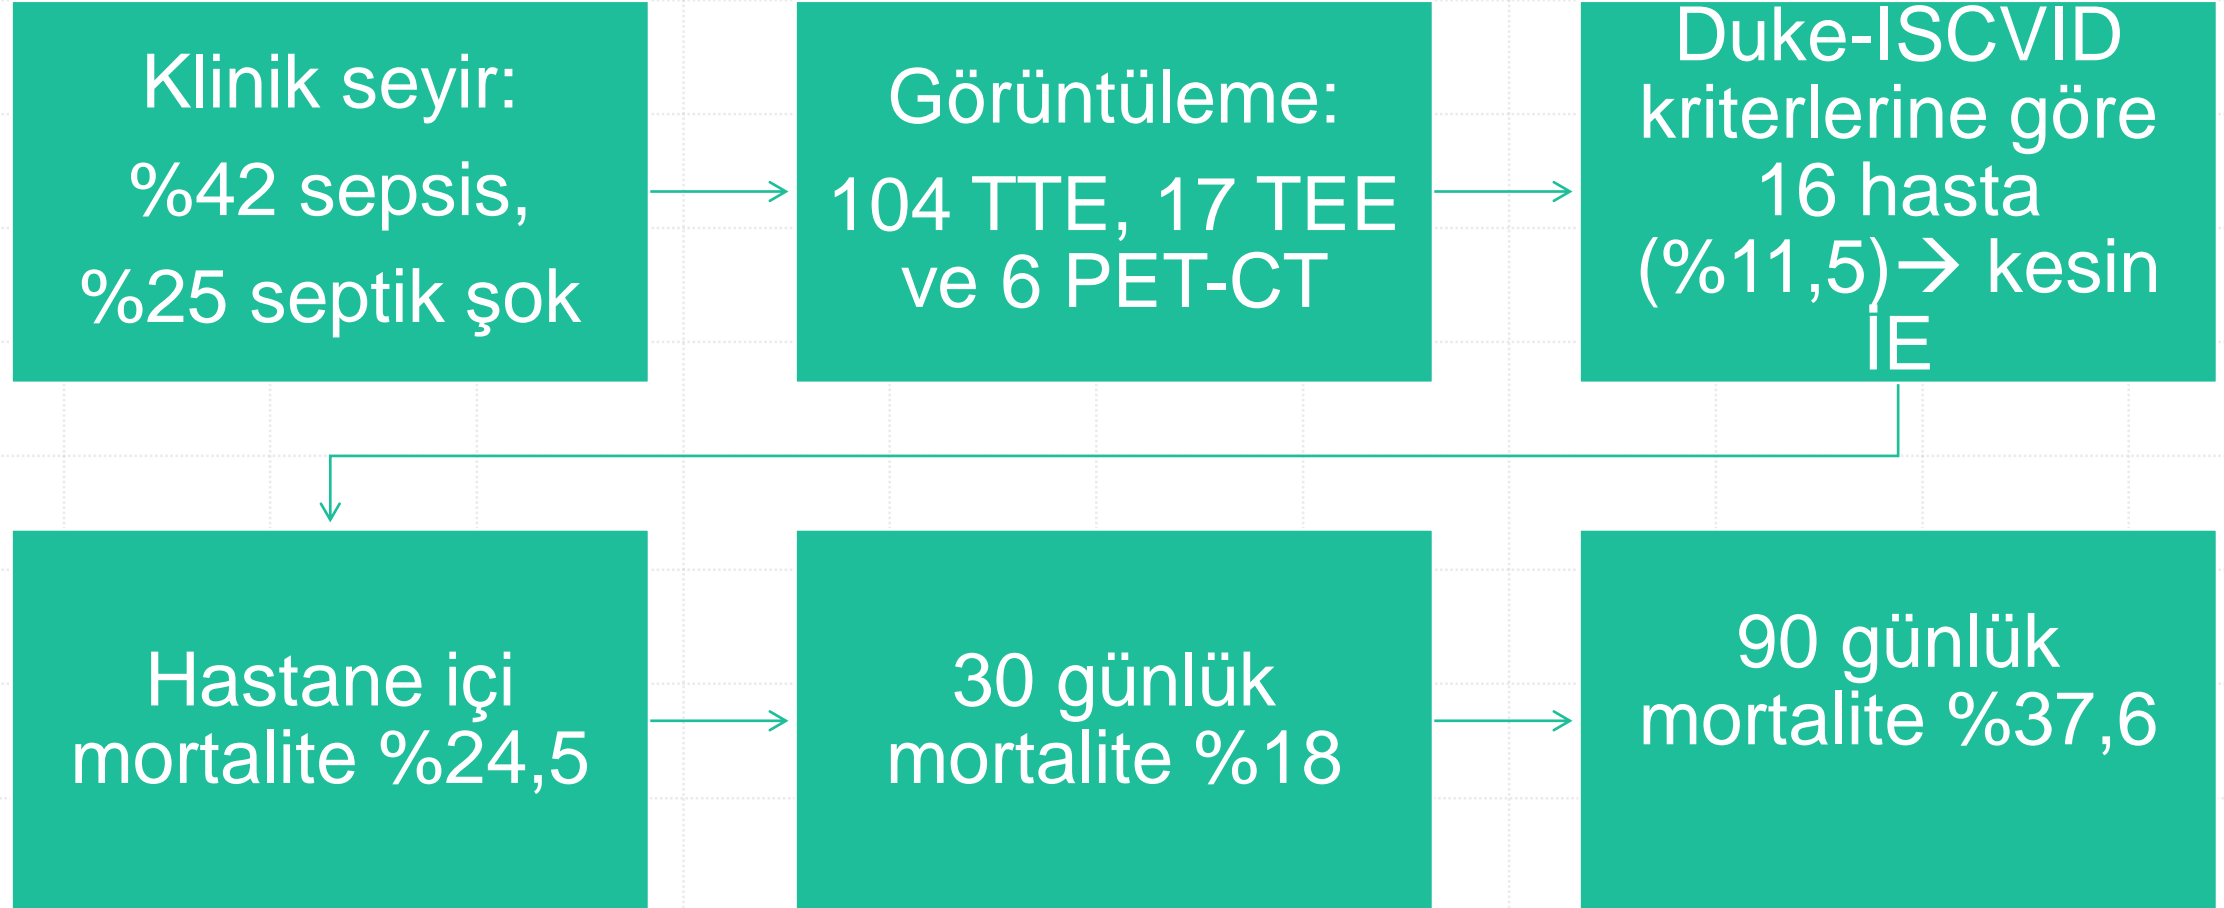 Klinik seyir:
%42 sepsis,
%25 septik şok
Görüntüleme:
104 TTE, 17 TEE
ve 6 PET-CT
Duke-ISCVID
kriterlerine göre
16 hasta
(%11,5)→ kesin
İE
Hastane içi
mortalite %24,5
30 günlük
mortalite %18
90 günlük
mortalite %37,6